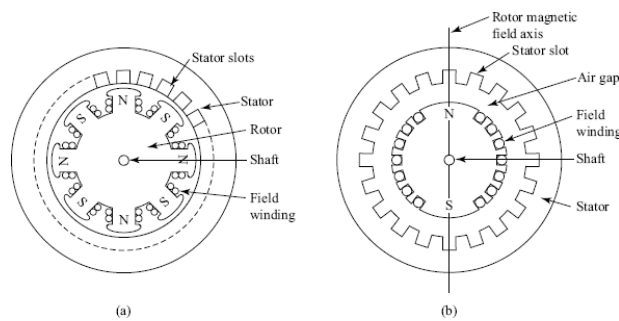 Stator slots
Stator
Rotor
Shaft
Field
winding
N
S
N
S
N
S
N
S
(a)
Rotor magnetic
field axis
Stator slot
Air gap
Field
winding
Shaft
Stator
N
S
(b)